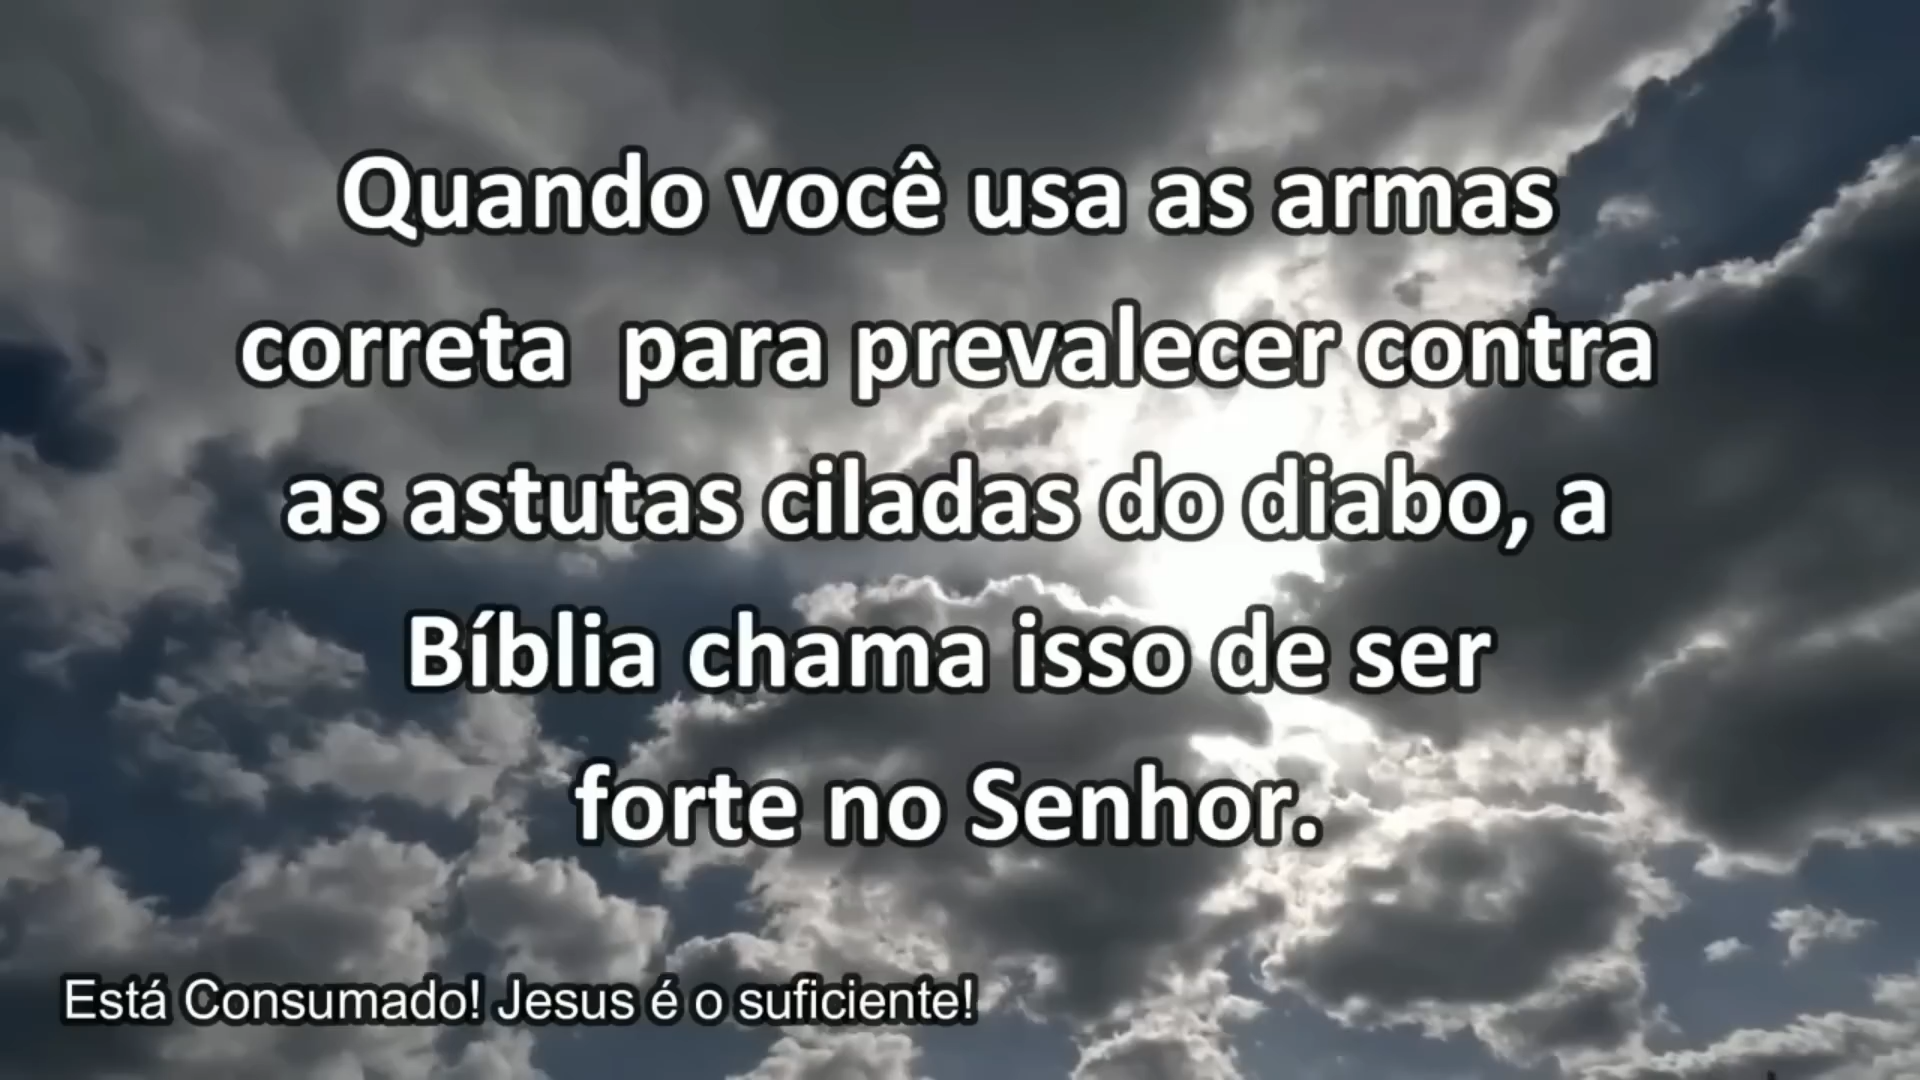 Quando você usa as armas
correta  para prevalecer contra
as astutas ciladas do diabo, a
Bíblia chama isso de ser
forte no Senhor.
Está Consumado! Jesus é o suficiente!